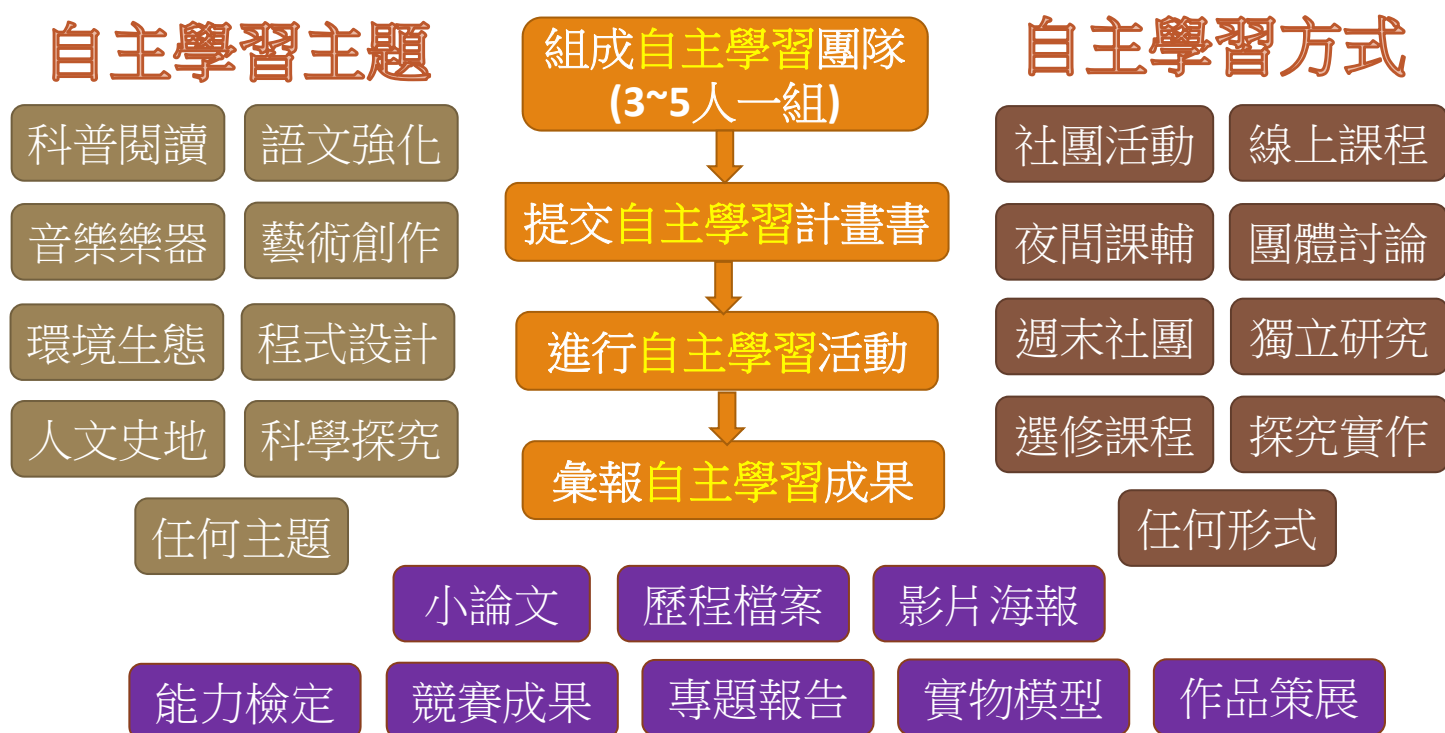 自主學習主題
科普閱讀
語文強化
音樂樂器
藝術創作
環境生態
程式設計
人文史地
科學探究
任何主題
組成自主學習團隊
(3~5人一組)
提交自主學習計畫書
進行自主學習活動
彙報自主學習成果
自主學習方式
社團活動
線上課程
夜間課輔
團體討論
週末社團
獨立研究
選修課程
探究實作
任何形式
小論文
歷程檔案
影片海報
能力檢定
競賽成果
專題報告
實物模型
作品策展